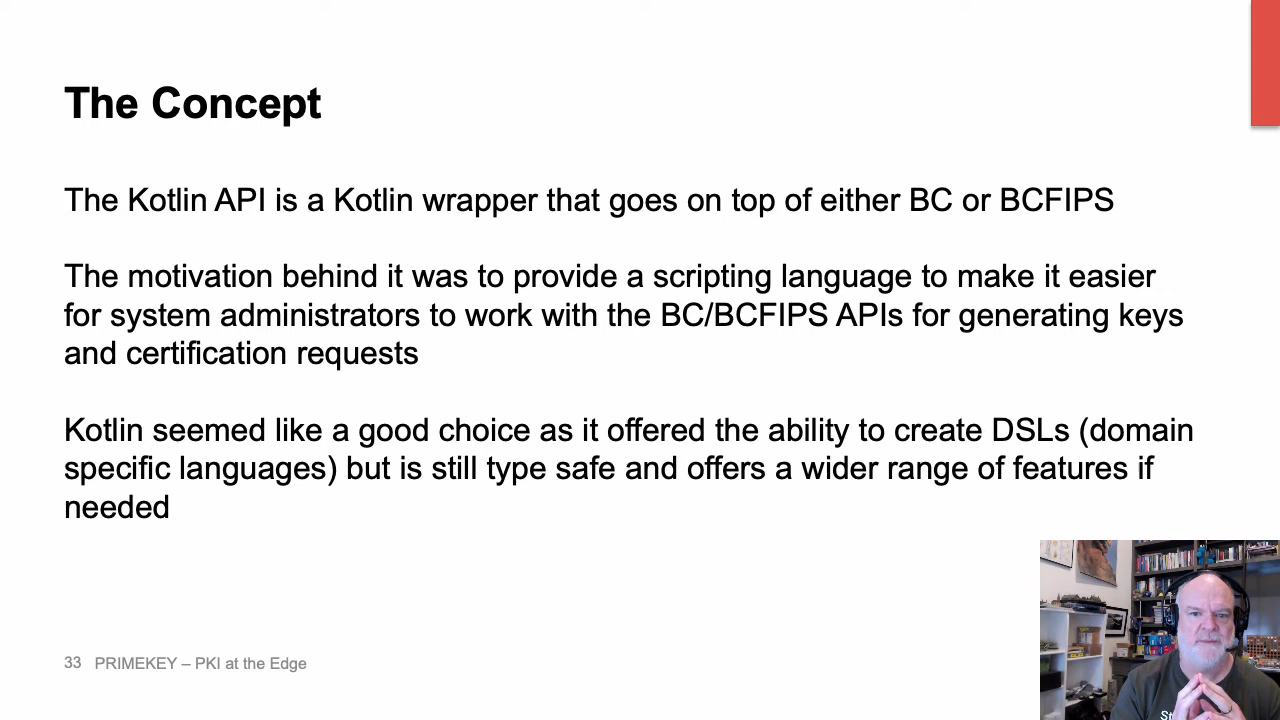 The Concept
The Kotlin API is a Kotlin wrapper that goes on top of either BC or BCFIPS
The motivation behind it was to provide a scripting language to make it easier
for system administrators to work with the BC/BCFIPS APIs for generating keys
and certification requests
Kotlin seemed like a good choice as it offered the ability to create DSLs (domain
specific languages) but is still type safe and offers a wider range of features if
needed
33 PRIMEKEY – PKI at the Edge